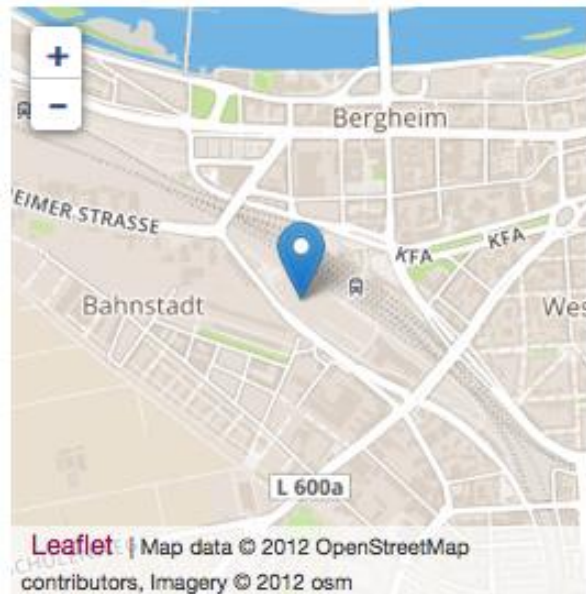 +
−
Bergheim
EIMER STRASSE
KFA
KFA
Bahnstadt
Wes
L 600a
Leaflet | Map data © 2012 OpenStreetMap
contributors, Imagery © 2012 osm